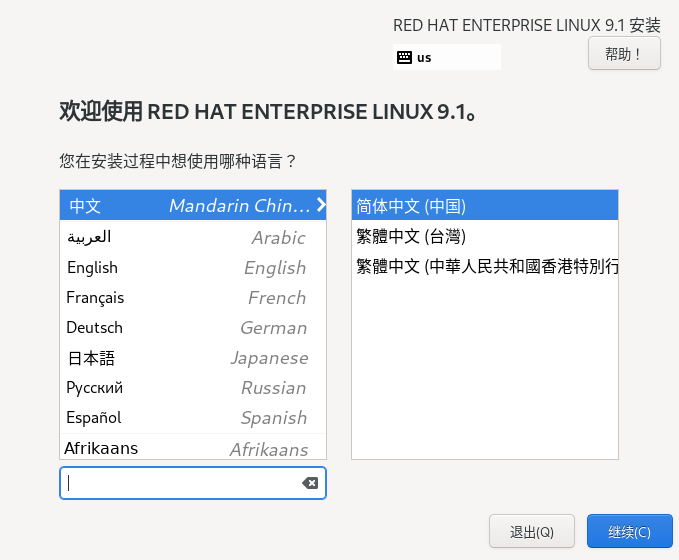 RED HAT ENTERPRISE LINUX 9.1 安装
us
帮助！
欢迎使用 RED HAT ENTERPRISE LINUX 9.1。
您在安装过程中想使用哪种语言？
中文 Mandarin Chin…
العربية Arabic
English English
Français French
Deutsch German
日本語 Japanese
Русский Russian
Español Spanish
Afrikaans Afrikaans
简体中文 (中国)
繁體中文 (台灣)
繁體中文 (中華人民共和國香港特別行
退出(Q)
继续(C)